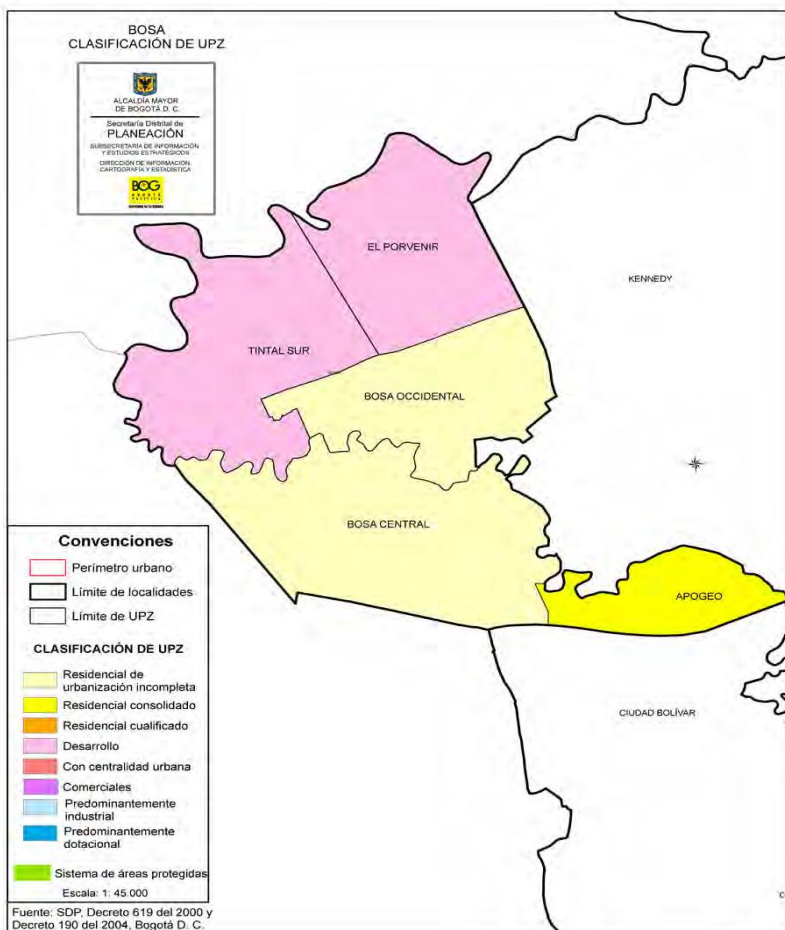 BOSA
CLASIFICACIÓN DE UPZ
ALCALDÍA MAYOR
DE BOGOTÁ D. C.
Secretaría Distrital de
PLANEACIÓN
SUBSECRETARÍA DE INFORMACIÓN
Y ESTUDIOS ESTRATÉGICOS
DIRECCIÓN DE INFORMACIÓN,
CARTOGRAFÍA Y ESTADÍSTICA
BOG
EL PORVENIR
KENNEDY
TINTAL SUR
BOSA OCCIDENTAL
BOSA CENTRAL
APOGEO
CIUDAD BOLÍVAR
Convenciones
Perímetro urbano
Límite de localidades
Límite de UPZ
CLASIFICACIÓN DE UPZ
Residencial de
urbanización incompleta
Residencial consolidado
Residencial cualificado
Desarrollo
Con centralidad urbana
Comerciales
Predominantemente
industrial
Predominantemente
dotacional
Sistema de áreas protegidas
Escala: 1: 45.000
Fuente: SDP, Decreto 619 del 2000 y
Decreto 190 del 2004, Bogotá D. C.